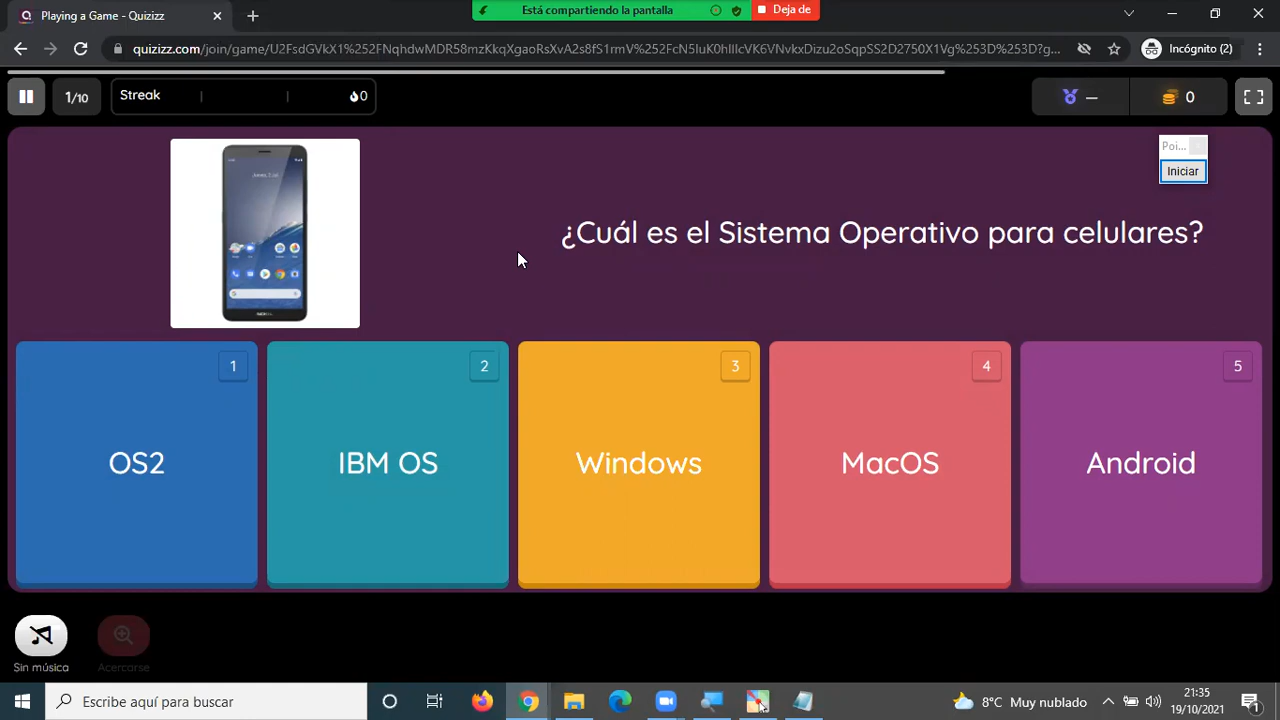 Playing a Game - Quizizz
Está compartiendo la pantalla
Deja de
quizizz.com/join/game/U2FsdGVkX1%252FNqhdwMDR58mzKkqXgaoRsXvA2s8fS1rmV%252FcN5IuK0hIlcVK6VNvkxDizu2oSqpSS2D2750X1Vg%253D%253D?g...
Incógnito (2)
1/10
Streak
0
—
0
Poi...
Iniciar
¿Cuál es el Sistema Operativo para celulares?
1
2
3
4
5
OS2
IBM OS
Windows
MacOS
Android
Sin música
Acercarse
Escribe aquí para buscar
8°C Muy nublado
21:35
19/10/2021
1